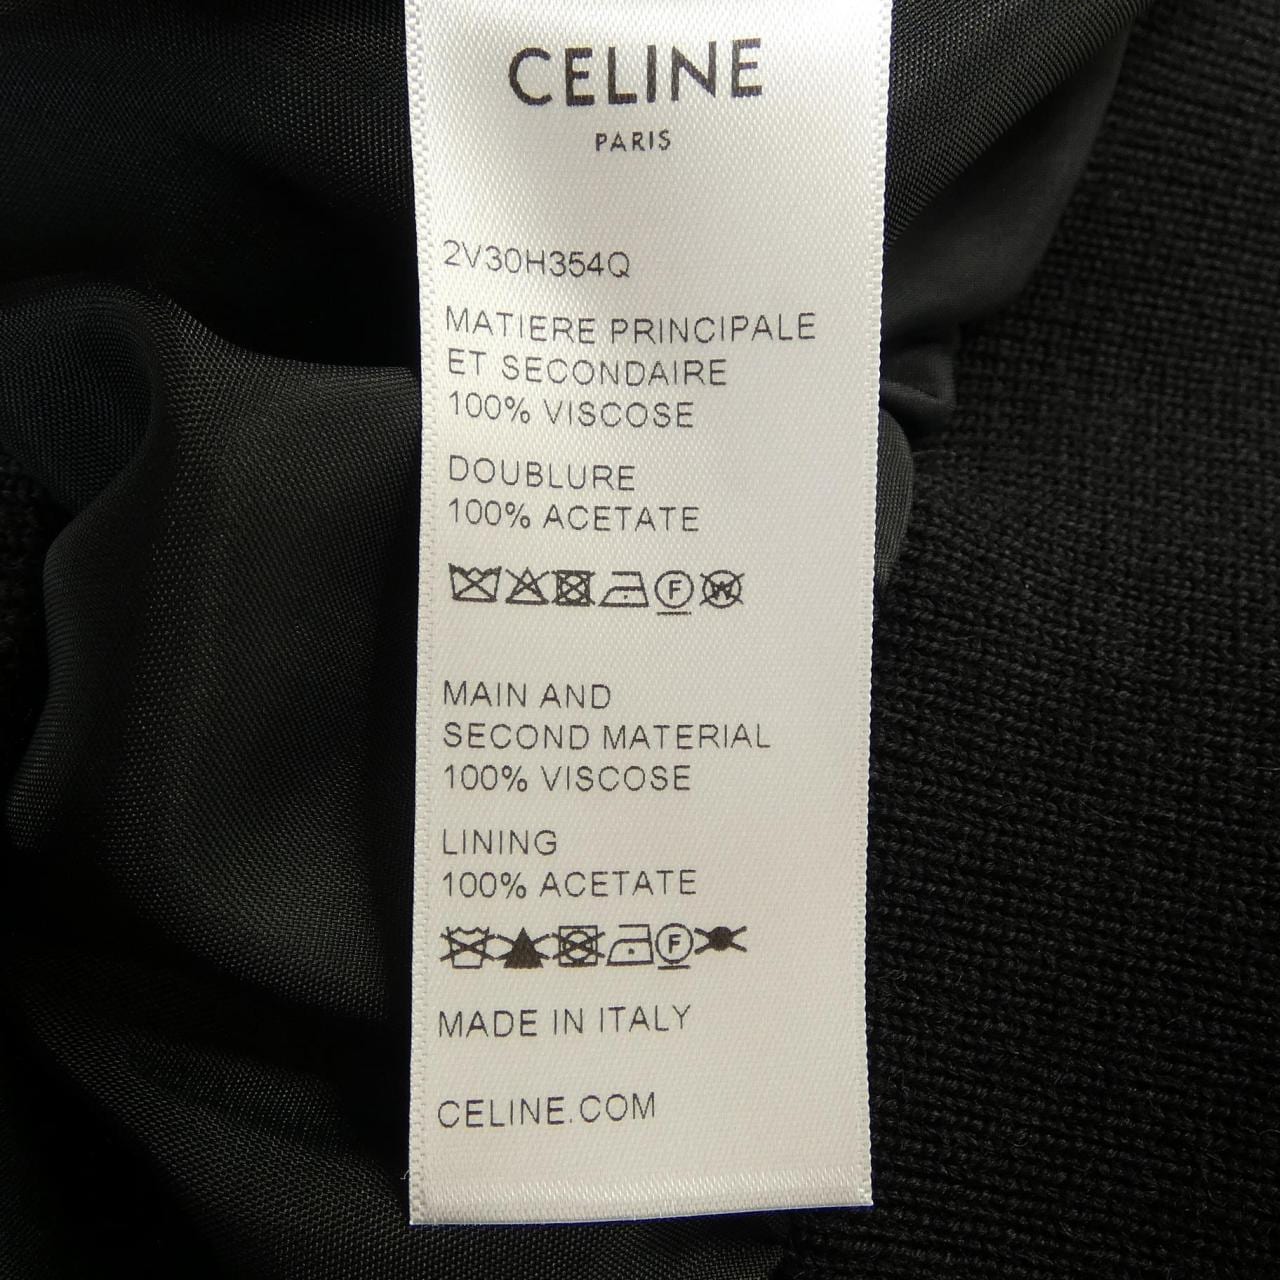 CELINE
PARIS
2V30H354Q
MATIERE PRINCIPALE
ET SECONDAIRE
100% VISCOSE
DOUBLURE
100% ACETATE
F W
MAIN AND
SECOND MATERIAL
100% VISCOSE
LINING
100% ACETATE
F
MADE IN ITALY
CELINE.COM